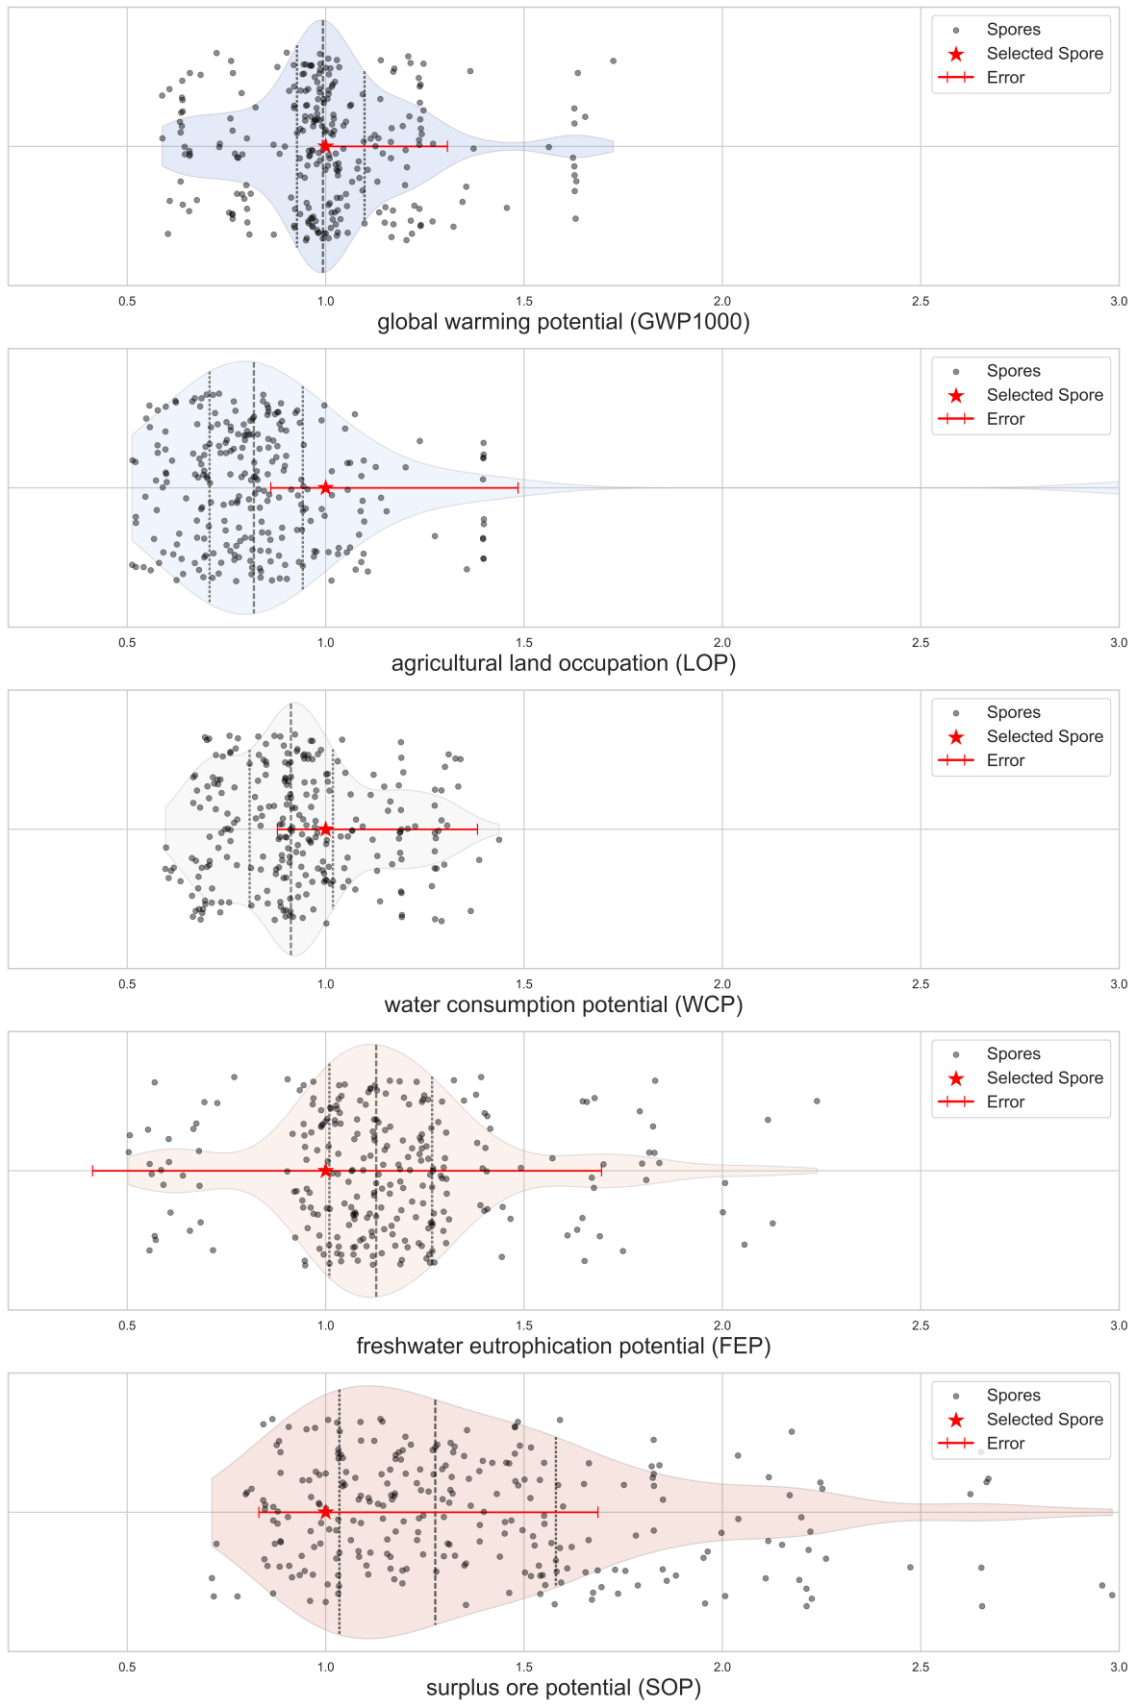 Spores
Selected Spore
Error
0.5 1.0 1.5 2.0 2.5 3.0
global warming potential (GWP1000)
Spores
Selected Spore
Error
0.5 1.0 1.5 2.0 2.5 3.0
agricultural land occupation (LOP)
Spores
Selected Spore
Error
0.5 1.0 1.5 2.0 2.5 3.0
water consumption potential (WCP)
Spores
Selected Spore
Error
0.5 1.0 1.5 2.0 2.5 3.0
freshwater eutrophication potential (FEP)
Spores
Selected Spore
Error
0.5 1.0 1.5 2.0 2.5 3.0
surplus ore potential (SOP)